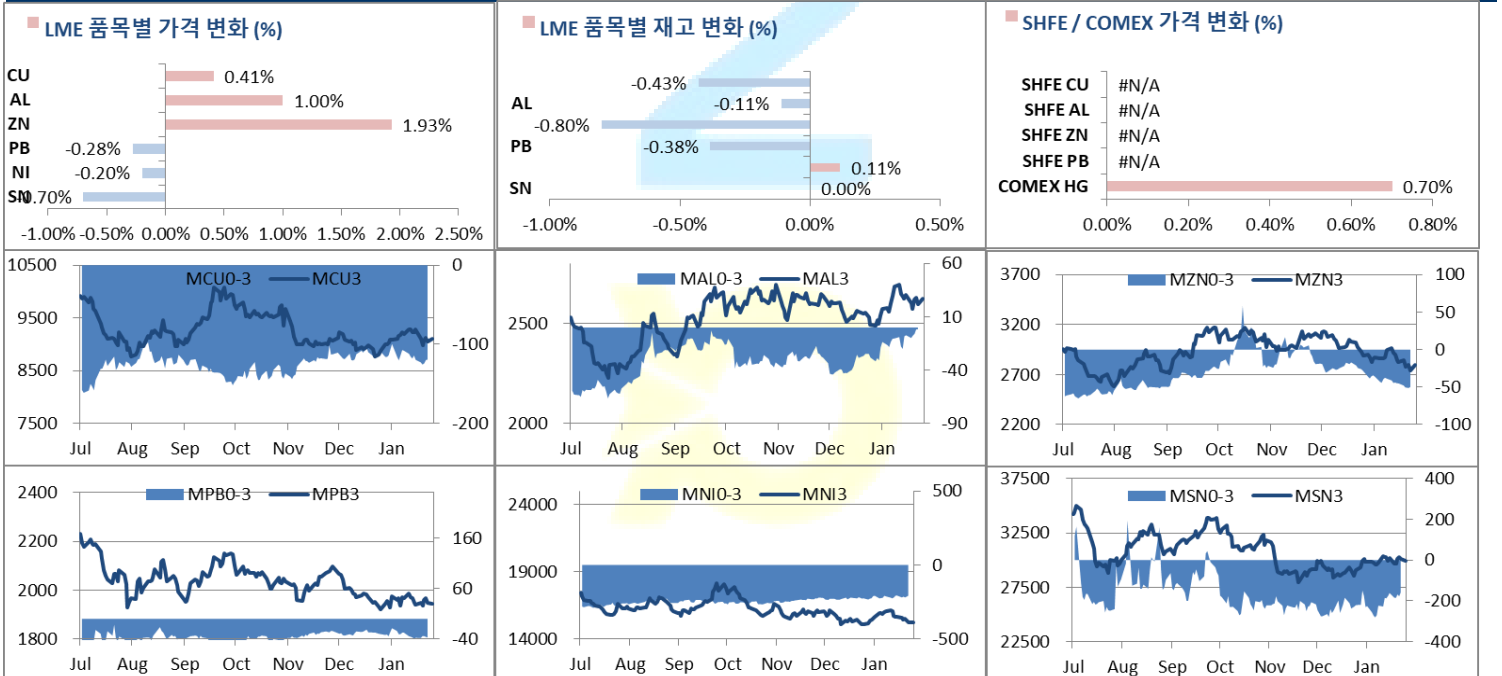 LME 품목별 가격 변화 (%)
CU 0.41%
AL 1.00%
ZN 1.93%
PB -0.28%
NI -0.20%
SN -0.70%
-1.00% -0.50% 0.00% 0.50% 1.00% 1.50% 2.00% 2.50%
LME 품목별 재고 변화 (%)
-0.43%
AL -0.11%
-0.80%
PB -0.38%
0.11%
SN 0.00%
-1.00% -0.50% 0.00% 0.50%
SHFE / COMEX 가격 변화 (%)
SHFE CU #N/A
SHFE AL #N/A
SHFE ZN #N/A
SHFE PB #N/A
COMEX HG 0.70%
0.00% 0.20% 0.40% 0.60% 0.80%
MCU0-3 MCU3
10500 0
9500
-100
8500
7500 -200
Jul Aug Sep Oct Nov Dec Jan
MAL0-3 MAL3
60
2500 10
-40
2000 -90
Jul Aug Sep Oct Nov Dec Jan
MZN0-3 MZN3
3700 100
3200 50
0
2700 -50
2200 -100
Jul Aug Sep Oct Nov Dec Jan
MPB0-3 MPB3
2400
2200 160
2000 60
1800 -40
Jul Aug Sep Oct Nov Dec Jan
MNI0-3 MNI3
24000 500
19000 0
14000 -500
Jul Aug Sep Oct Nov Dec Jan
MSN0-3 MSN3
37500 400
32500 200
0
27500 -200
22500 -400
Jul Aug Sep Oct Nov Dec Jan